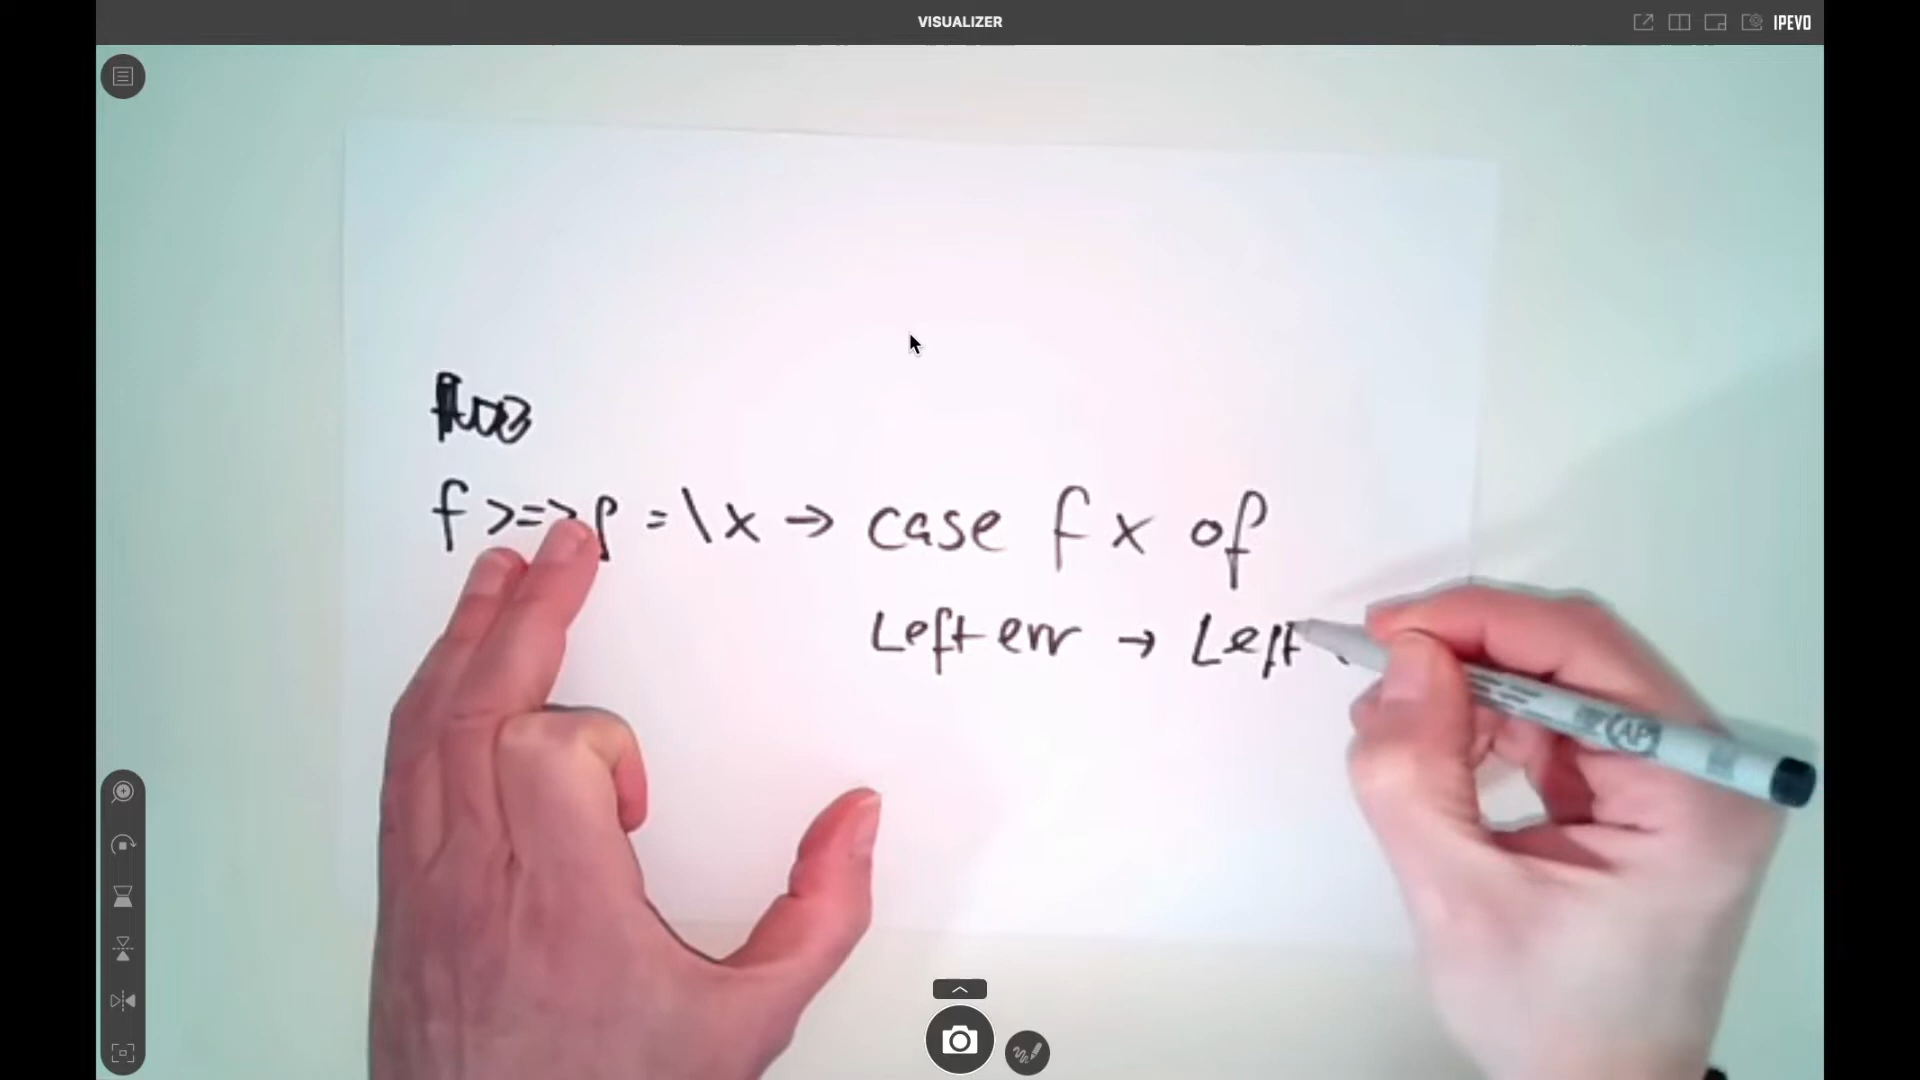 VISUALIZER
IPEVO
f >=> = \x → case f x of
Left err → Left